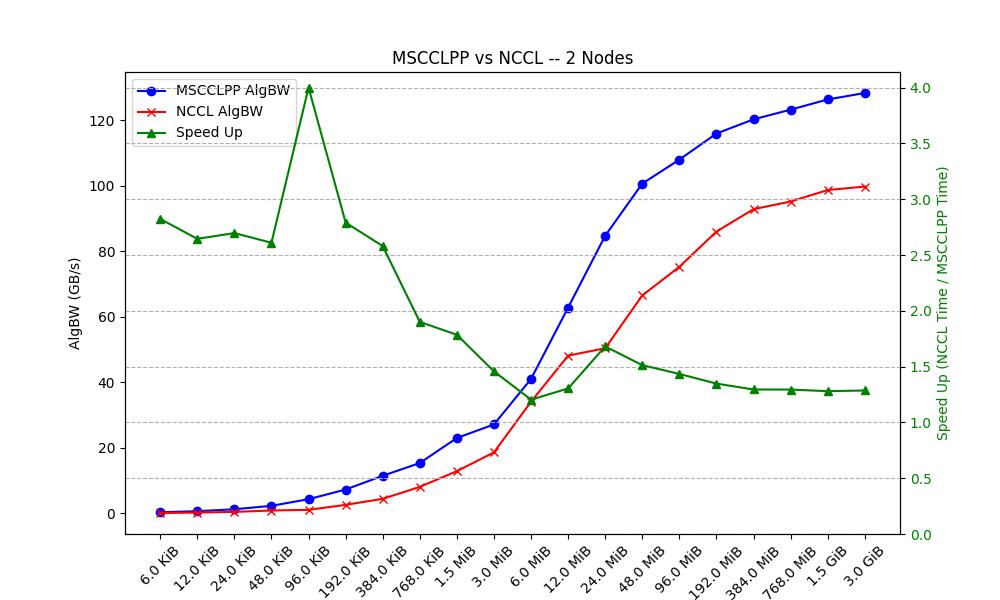 MSCCLPP vs NCCL -- 2 Nodes
MSCCLPP AlgBW
NCCL AlgBW
Speed Up
AlgBW (GB/s)
120
100
80
60
40
20
0
4.0
3.5
3.0
2.5
2.0
1.5
1.0
0.5
0.0
Speed Up (NCCL Time / MSCCLPP Time)
6.0 KiB
12.0 KiB
24.0 KiB
48.0 KiB
96.0 KiB
192.0 KiB
384.0 KiB
768.0 KiB
1.5 MiB
3.0 MiB
6.0 MiB
12.0 MiB
24.0 MiB
48.0 MiB
96.0 MiB
192.0 MiB
384.0 MiB
768.0 MiB
1.5 GiB
3.0 GiB